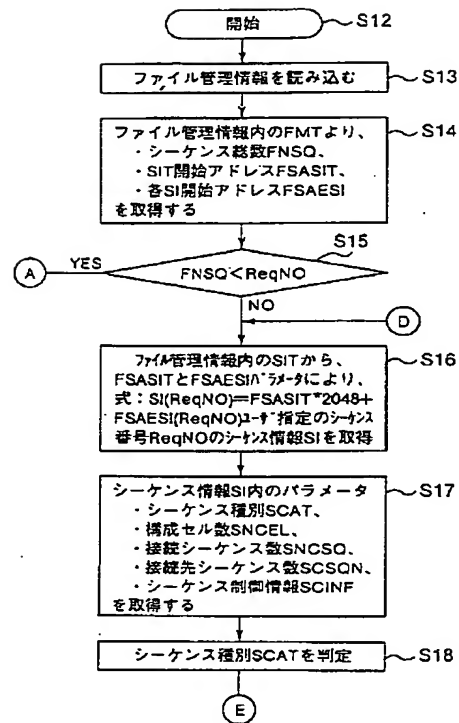 開始
S12
ファイル管理情報を読み込む
S13
ファイル管理情報内のFMTより、
・シーケンス総数FNSQ、
・SIT開始アドレスFSASIT、
・各SI開始アドレスFSAESI
を取得する
S14
S15
A
YES
FNSQ<ReqNO
NO
D
ファイル管理情報内のSITから、
FSASITとFSAESIパラメータにより、
式：SI(ReqNO)=FSASIT*2048+
FSAESI(ReqNO)ユーザ指定のシーケンス
番号ReqNOのシーケンス情報SIを取得
S16
シーケンス情報SI内のパラメータ
・シーケンス種別SCAT、
・構成セル数SNCEL、
・接続シーケンス数SNCSQ、
・接続先シーケンス数SCSQN、
・シーケンス制御情報SCINF
を取得する
S17
シーケンス種別SCATを判定
S18
E